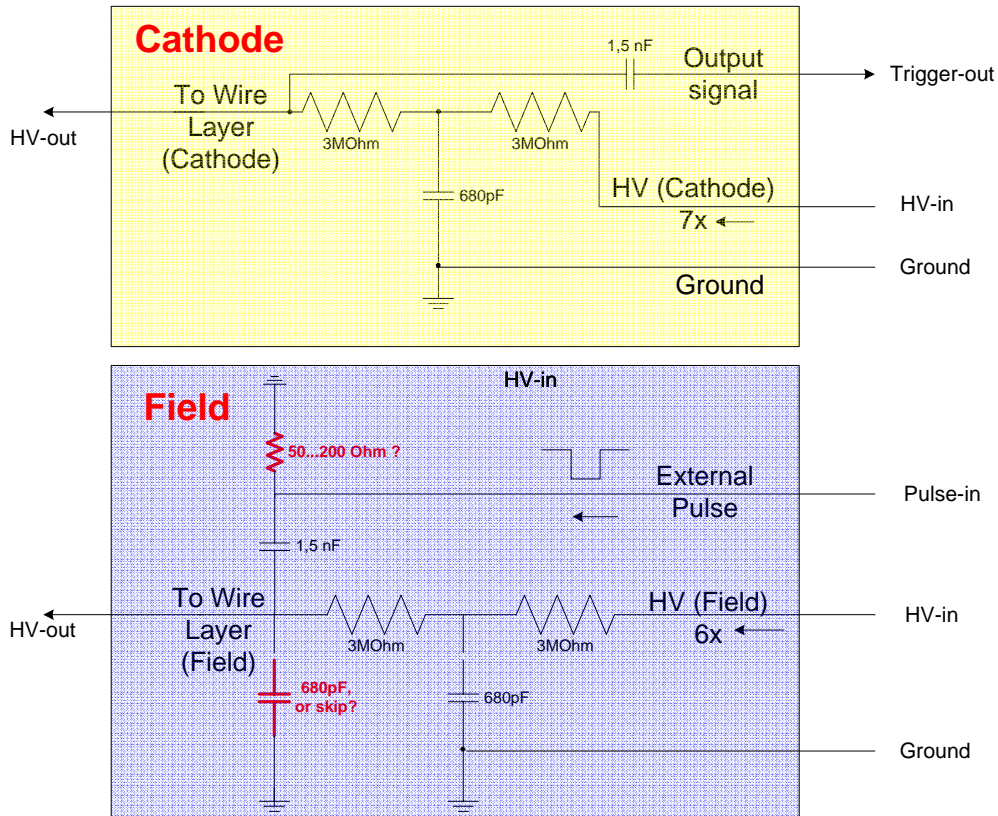 Cathode
1,5 nF
Output
signal
Trigger-out
To Wire
Layer
(Cathode)
HV-out
3MOhm
3MOhm
680pF
HV (Cathode)
7x
HV-in
Ground
Ground
HV-in
Field
50...200 Ohm ?
External
Pulse
Pulse-in
1,5 nF
To Wire
Layer
(Field)
HV-out
3MOhm
3MOhm
HV (Field)
6x
HV-in
680pF,
or skip?
680pF
Ground